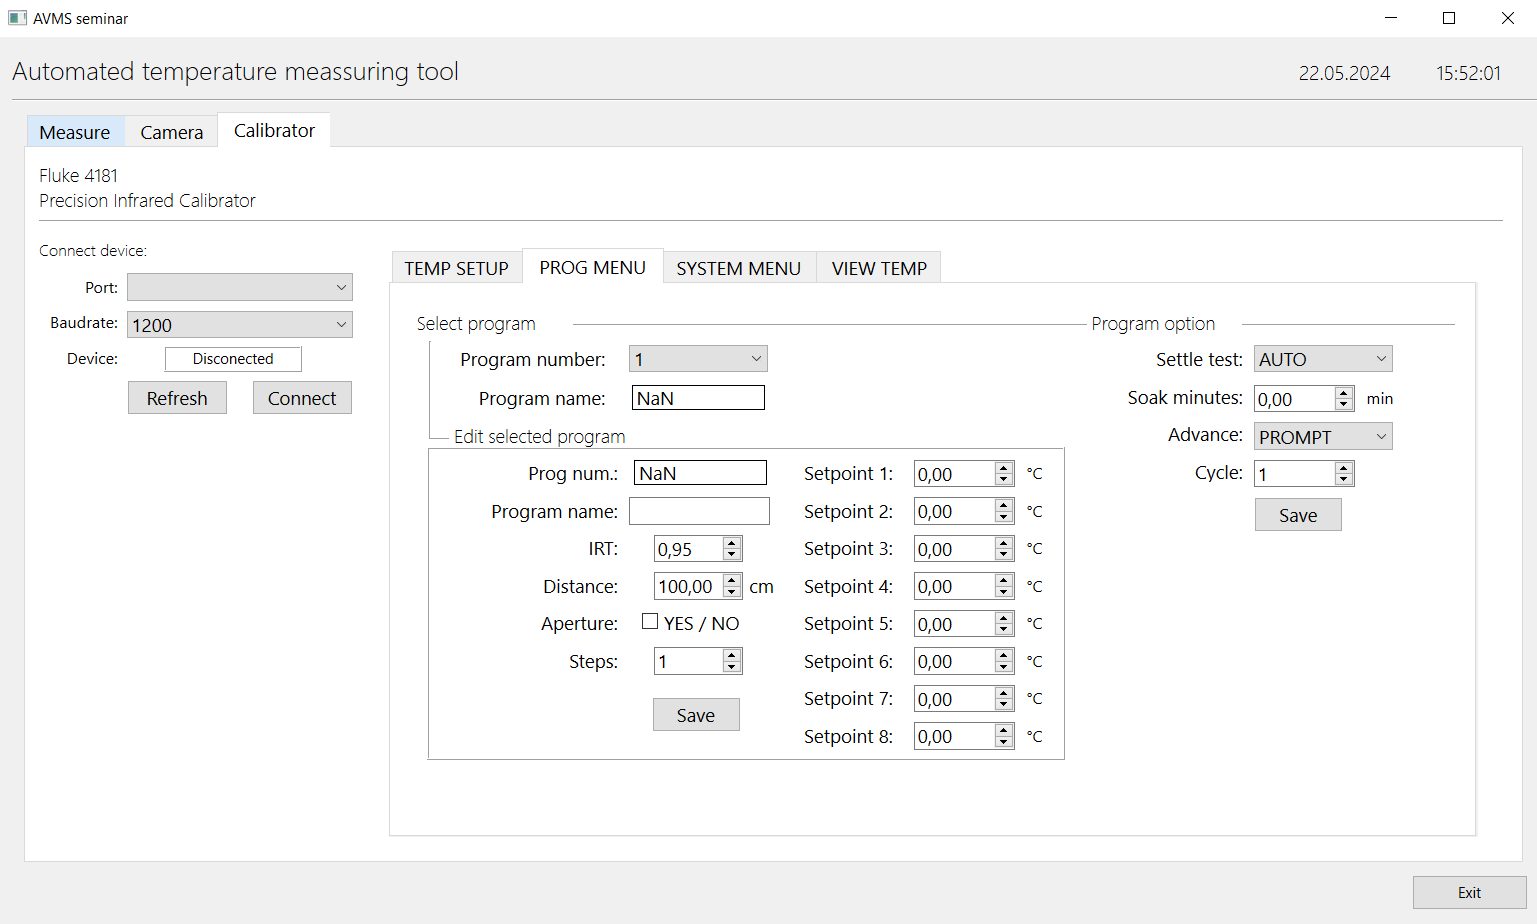 AVMS seminar
Automated temperature meassuring tool
22.05.2024 15:52:01
Measure Camera Calibrator
Fluke 4181
Precision Infrared Calibrator
Connect device:
Port:
Baudrate: 1200
Device: Disconected
Refresh Connect
TEMP SETUP PROG MENU SYSTEM MENU VIEW TEMP
Select program
Program number: 1
Program name: NaN
Edit selected program
Prog num.: NaN
Program name:
IRT: 0,95
Distance: 100,00 cm
Aperture: YES / NO
Steps: 1
Save
Setpoint 1: 0,00 °C
Setpoint 2: 0,00 °C
Setpoint 3: 0,00 °C
Setpoint 4: 0,00 °C
Setpoint 5: 0,00 °C
Setpoint 6: 0,00 °C
Setpoint 7: 0,00 °C
Setpoint 8: 0,00 °C
Program option
Settle test: AUTO
Soak minutes: 0,00 min
Advance: PROMPT
Cycle: 1
Save
Exit